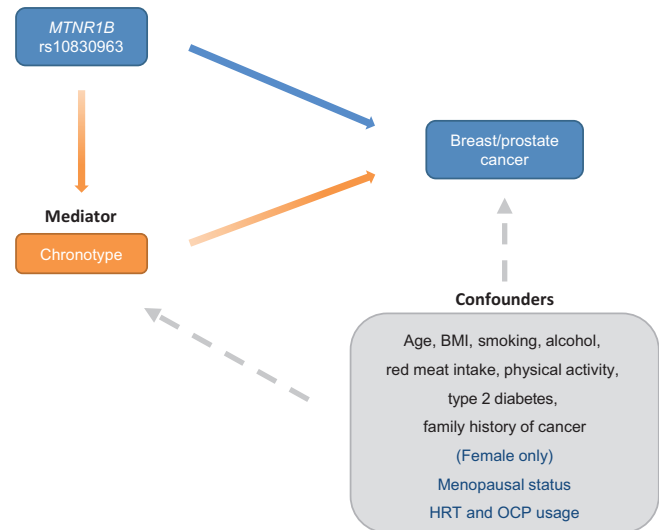 MTNR1B
rs10830963
Breast/prostate
cancer
Mediator
Chronotype
Confounders
Age, BMI, smoking, alcohol,
red meat intake, physical activity,
type 2 diabetes,
family history of cancer
(Female only)
Menopausal status
HRT and OCP usage